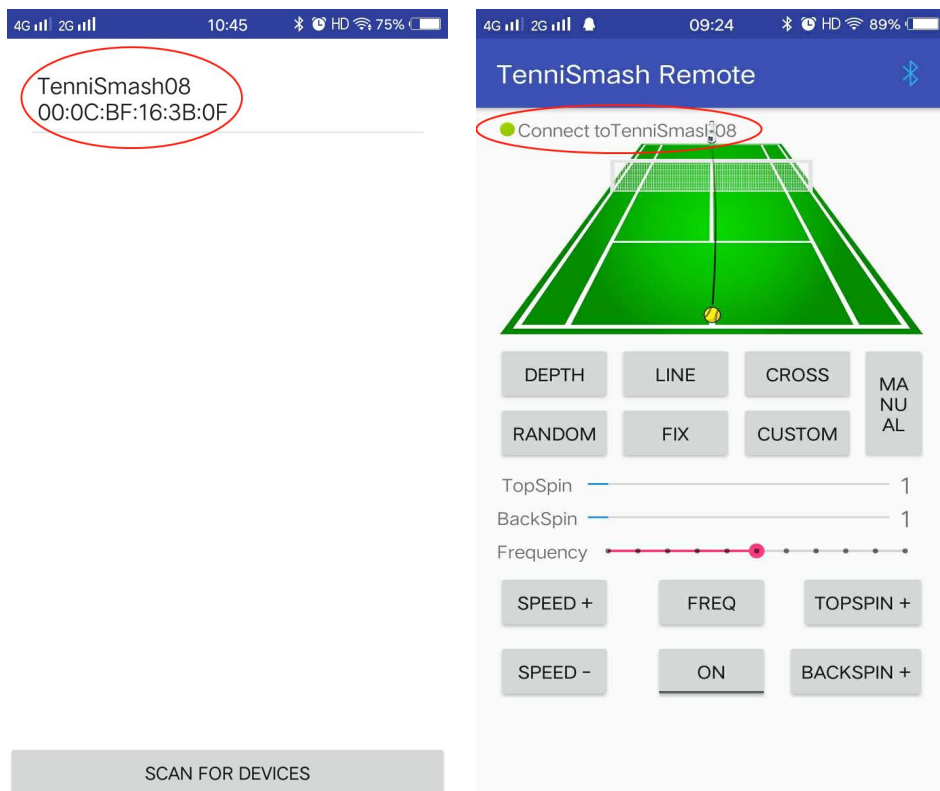 4G 2G 10:45 HD 75%
TenniSmash08
00:0C:BF:16:3B:0F
SCAN FOR DEVICES
4G 2G 09:24 HD 89%
TenniSmash Remote
Connect toTenniSmash08
DEPTH LINE CROSS
MA
NU
AL
RANDOM FIX CUSTOM
TopSpin 1
BackSpin 1
Frequency
SPEED + FREQ TOPSPIN +
SPEED - ON BACKSPIN +